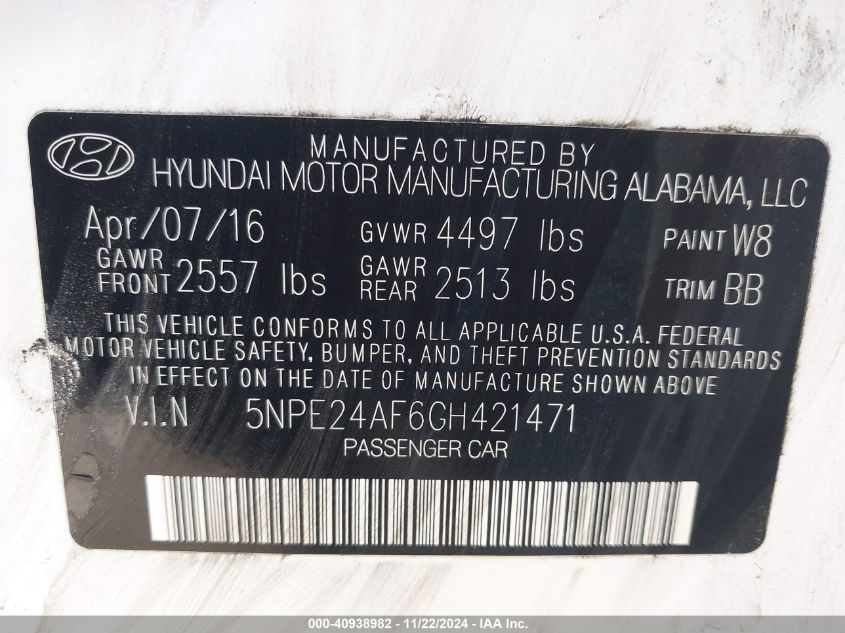 MANUFACTURED BY
HYUNDAI MOTOR MANUFACTURING ALABAMA, LLC
Apr/07/16 GVWR 4497 lbs PAINT W8
GAWR FRONT 2557 lbs GAWR REAR 2513 lbs TRIM BB
THIS VEHICLE CONFORMS TO ALL APPLICABLE U.S.A. FEDERAL
MOTOR VEHICLE SAFETY, BUMPER, AND THEFT PREVENTION STANDARDS
IN EFFECT ON THE DATE OF MANUFACTURE SHOWN ABOVE.
V.I.N 5NPE24AF6GH421471
PASSENGER CAR
000-40938982 - 11/22/2024 - IAA Inc.